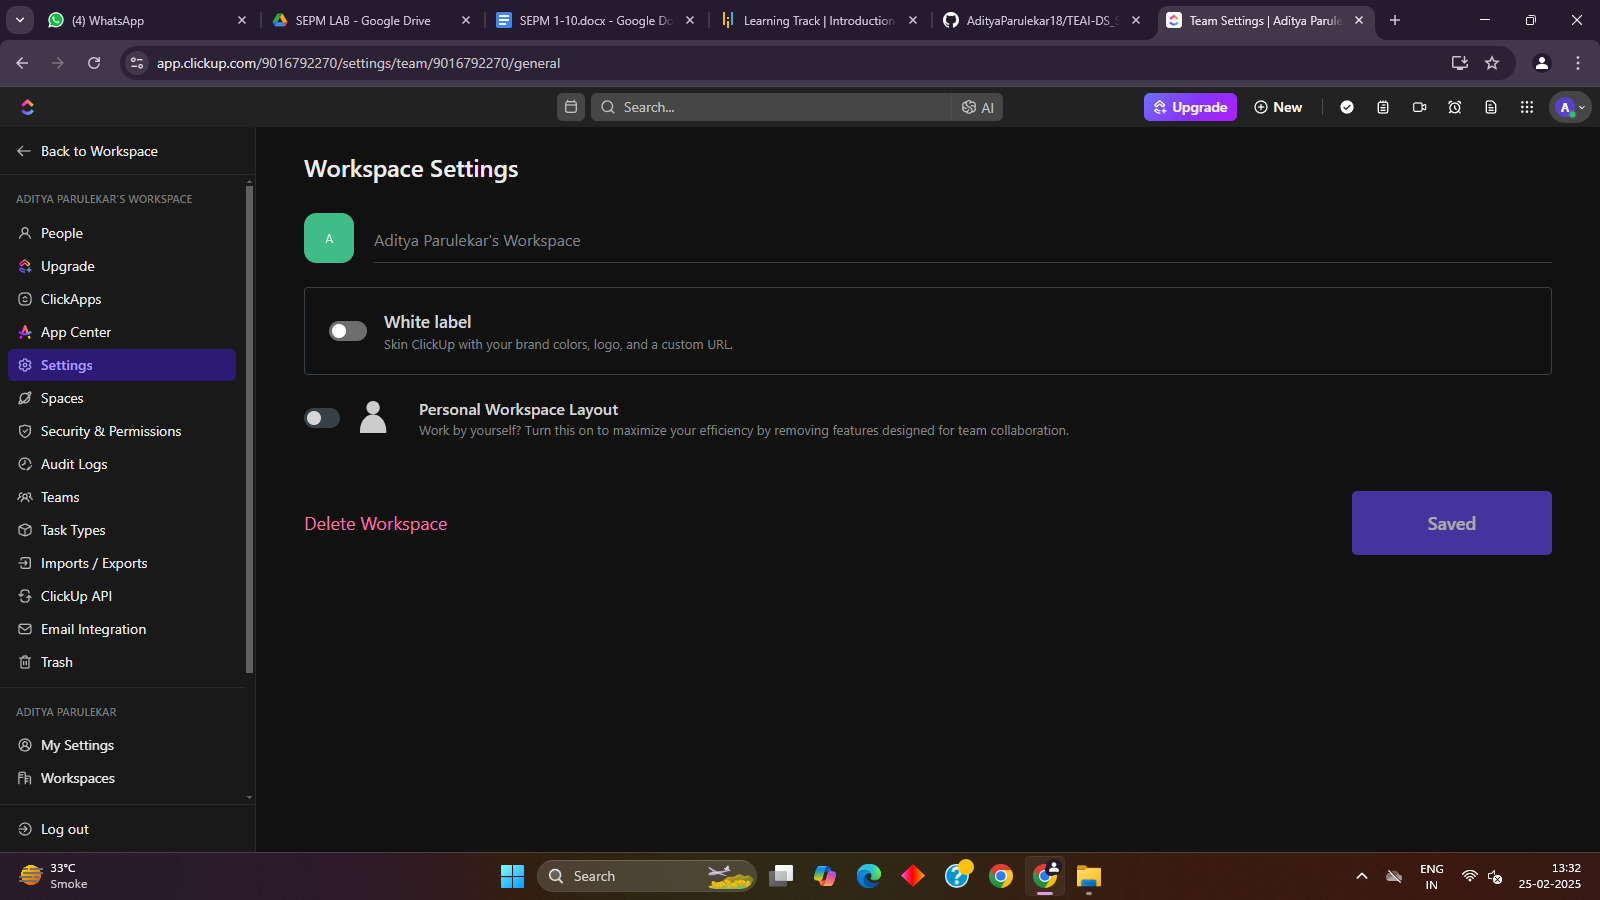 (4) WhatsApp
SEPM LAB - Google Drive
SEPM 1-10.docx - Google Do
Learning Track | Introduction
AdityaParulekar18/TEAI-DS_S
Team Settings | Aditya Parule
app.clickup.com/9016792270/settings/team/9016792270/general
Search...
AI
Upgrade
New
A
Back to Workspace
ADITYA PARULEKAR'S WORKSPACE
People
Upgrade
ClickApps
App Center
Settings
Spaces
Security & Permissions
Audit Logs
Teams
Task Types
Imports / Exports
ClickUp API
Email Integration
Trash
ADITYA PARULEKAR
My Settings
Workspaces
Log out
Workspace Settings
A
Aditya Parulekar's Workspace
White label
Skin ClickUp with your brand colors, logo, and a custom URL.
Personal Workspace Layout
Work by yourself? Turn this on to maximize your efficiency by removing features designed for team collaboration.
Delete Workspace
Saved
33°C
Smoke
Search
ENG
IN
13:32
25-02-2025